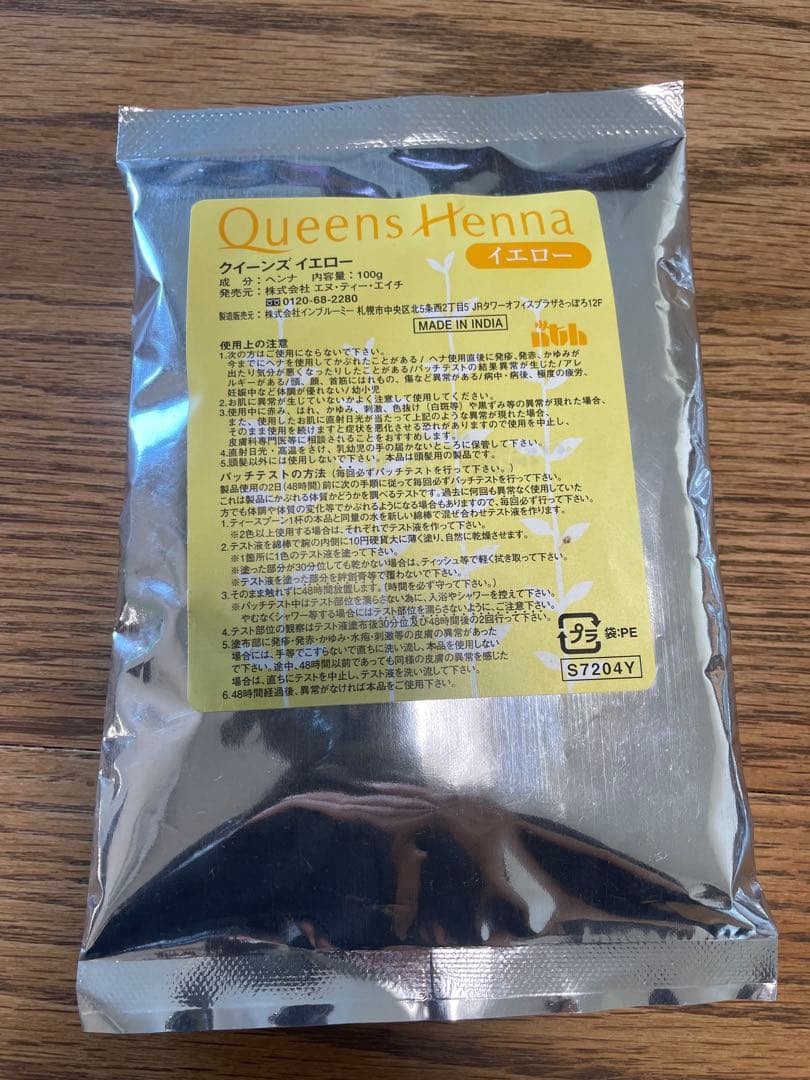 Queens Henna
イエロー
クイーンズ イエロー
成　分：ヘンナ　内容量：100g
発売元：株式会社 エヌ・ティー・エイチ
0120-68-2280
製造販売元：株式会社インブルーミー 札幌市中央区北5条西2丁目5 JRタワーオフィスプラザさっぽろ12F
MADE IN INDIA
nth
使用上の注意
1.次の方はご使用にならないで下さい。
今までにヘナを使用してかぶれたことがある/ ヘナ使用直後に発疹、発赤、かゆみが
出たり気分が悪くなったりしたことがある/パッチテストの結果異常が生じた/アレ
ルギーがある/頭、顔、首筋にはれもの、傷など異常がある/病中・病後、極度の疲労、
妊娠中など体調が優れない/幼小児
2.お肌に異常が生じていないかよく注意して使用してください。
3.使用中に赤み、はれ、かゆみ、刺激、色抜け（白斑等）や黒ずみ等の異常が現れた場合、
また、使用したお肌に直射日光が当たって上記のような異常が現れた場合、
そのまま使用を続けますと症状を悪化させる恐れがありますので使用を中止し、
皮膚科専門医等に相談されることをおすすめします。
4.直射日光・高温をさけ、乳幼児の手の届かないところに保管して下さい。
5.頭髪以外には使用しないで下さい。本品は頭髪用の製品です。
パッチテストの方法（毎回必ずパッチテストを行って下さい。）
製品使用の2日(48時間)前に次の手順に従って毎回必ずパッチテストを行って下さい。
これは製品にかぶれる体質かどうかを調べるテストです。過去に何回も異常なく使用していた
方でも体調や体質の変化等でかぶれるようになる場合もありますので、毎回必ず行って下さい。
1.ティースプーン1杯の本品と同量の水を新しい綿棒で混ぜ合わせテスト液を作ります。
※2色以上使用する場合は、それぞれでテスト液を作って下さい。
2.テスト液を綿棒で腕の内側に10円硬貨大に薄く塗り、自然に乾燥させます。
※1箇所に1色のテスト液を塗って下さい。
※塗った部分が30分位しても乾かない場合は、ティッシュ等で軽く拭き取って下さい。
※テスト液を塗った部分を絆創膏等で覆わないで下さい。
3.そのまま触れずに48時間放置します。(時間を必ず守って下さい。)
※パッチテスト中はテスト部位を濡らさない為に、入浴やシャワーを控えて下さい。
やむなくシャワー等する場合にはテスト部位を濡らさないように、ご注意下さい。
4.テスト部位の観察はテスト液塗布後30分位及び48時間後の2回行って下さい。
5.塗布部に発疹・発赤・かゆみ・水疱・刺激等の皮膚の異常があった
場合には、手等でこすらないで直ちに洗い流し、本品を使用しない
で下さい。途中、48時間以前であっても同様の皮膚の異常を感じた
場合は、直ちにテストを中止し、テスト液を洗い流して下さい。
6.48時間経過後、異常がなければ本品をご使用下さい。
プラ 袋:PE
S7204Y